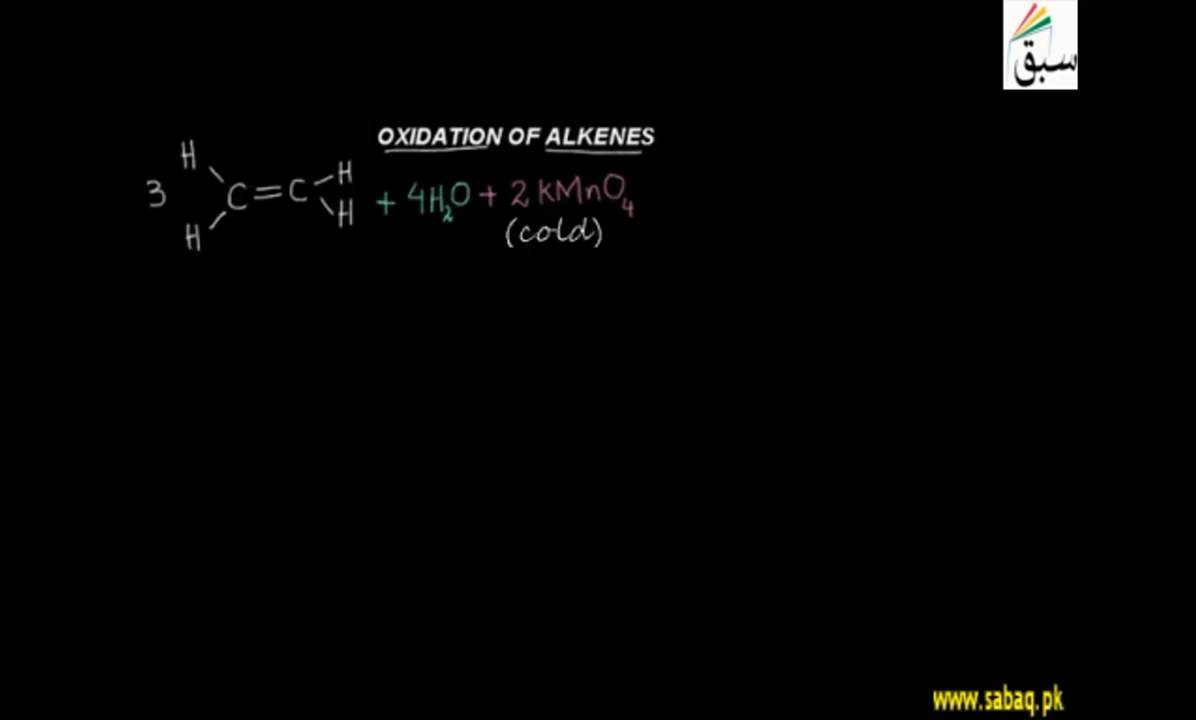 سبق
OXIDATION OF ALKENES
H H
3 C=C + 4H₂O + 2 KMnO₄
H H
(cold)
www.sabaq.pk